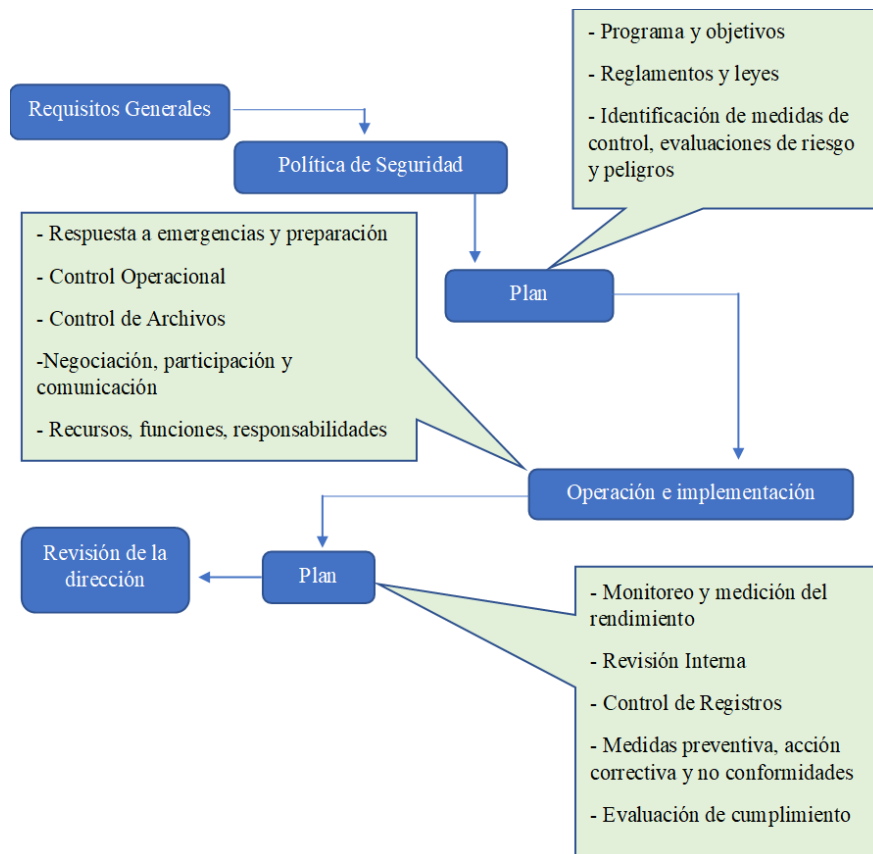 - Programa y objetivos
- Reglamentos y leyes
- Identificación de medidas de
control, evaluaciones de riesgo
y peligros
Requisitos Generales
Política de Seguridad
- Respuesta a emergencias y preparación
- Control Operacional
- Control de Archivos
-Negociación, participación y
comunicación
- Recursos, funciones, responsabilidades
Plan
Operación e implementación
Revisión de la
dirección
Plan
- Monitoreo y medición del
rendimiento
- Revisión Interna
- Control de Registros
- Medidas preventiva, acción
correctiva y no conformidades
- Evaluación de cumplimiento